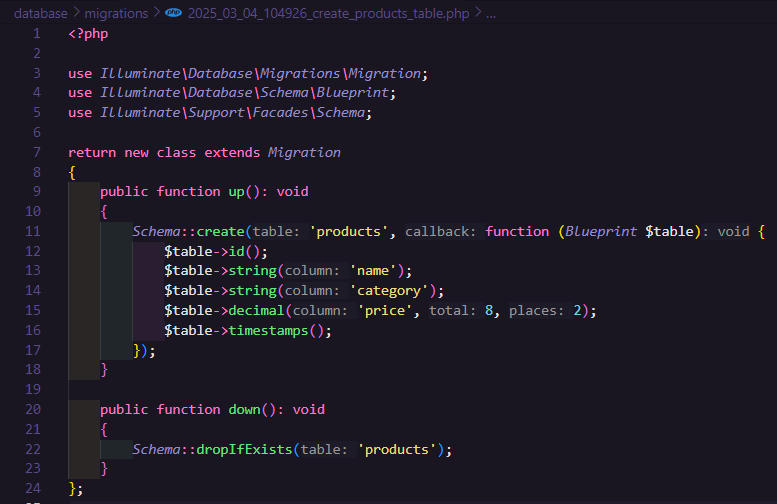 database > migrations > php 2025_03_04_104926_create_products_table.php > ...
1 <?php
2
3 use Illuminate\Database\Migrations\Migration;
4 use Illuminate\Database\Schema\Blueprint;
5 use Illuminate\Support\Facades\Schema;
6
7 return new class extends Migration
8 {
9     public function up(): void
10     {
11         Schema::create(table: 'products', callback: function (Blueprint $table): void {
12             $table->id();
13             $table->string(column: 'name');
14             $table->string(column: 'category');
15             $table->decimal(column: 'price', total: 8, places: 2);
16             $table->timestamps();
17         });
18     }
19
20     public function down(): void
21     {
22         Schema::dropIfExists(table: 'products');
23     }
24 };